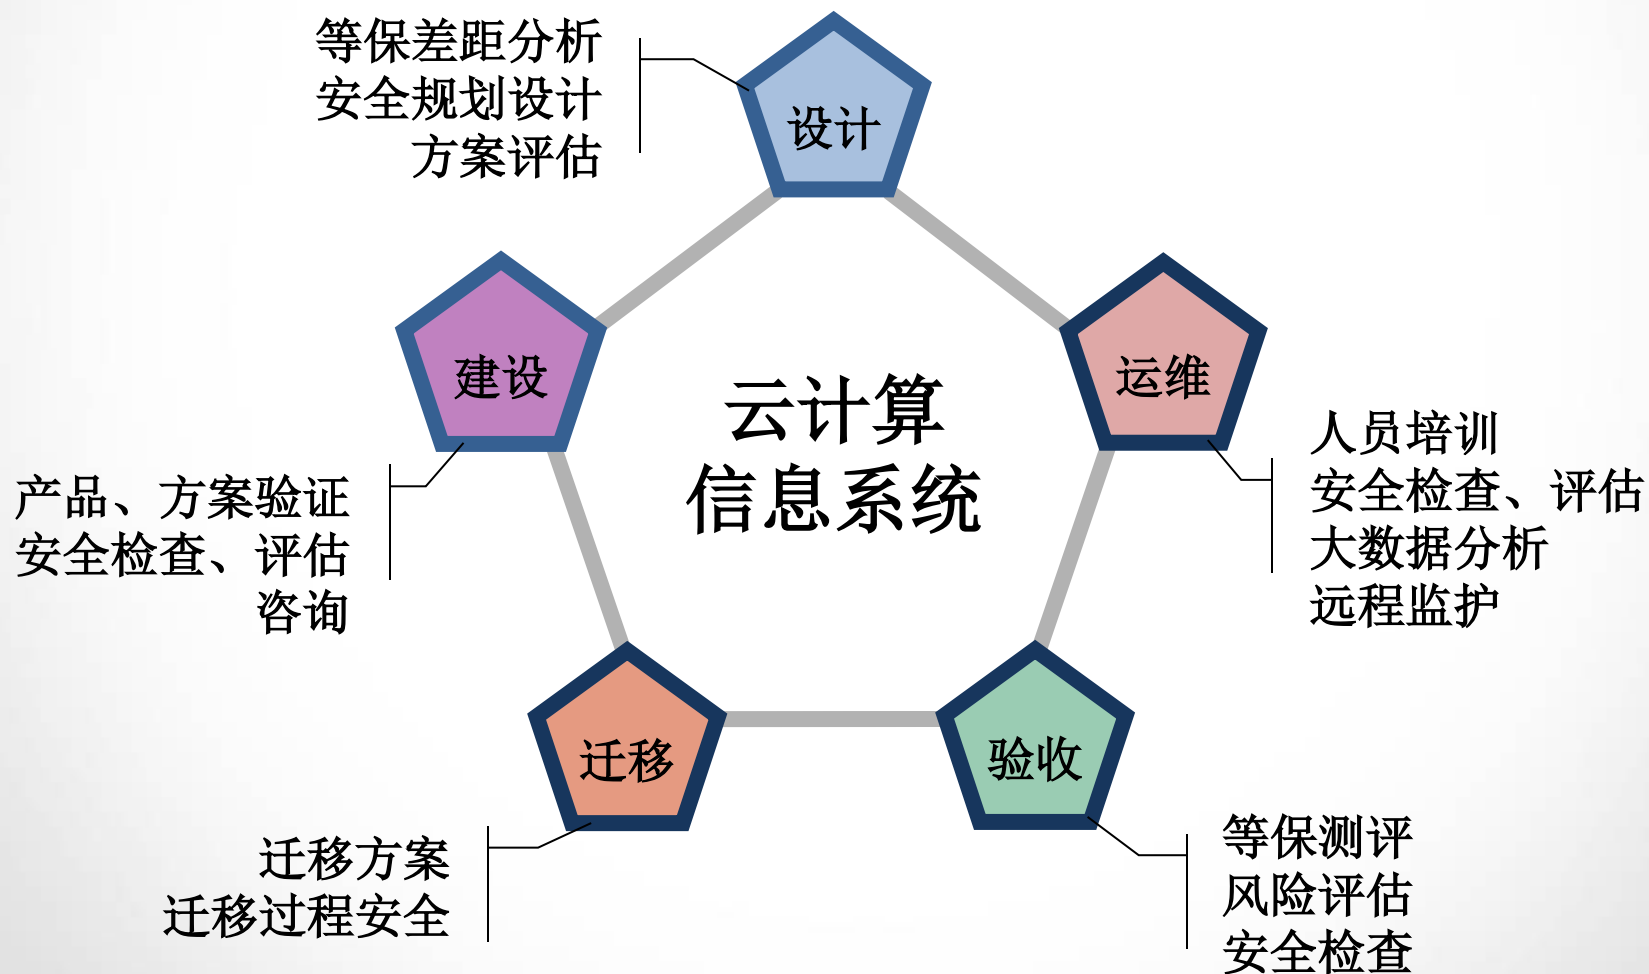 等保差距分析
安全规划设计
方案评估
设计
建设
运维
云计算
信息系统
产品、方案验证
安全检查、评估
咨询
人员培训
安全检查、评估
大数据分析
远程监护
迁移
验收
迁移方案
迁移过程安全
等保测评
风险评估
安全检查